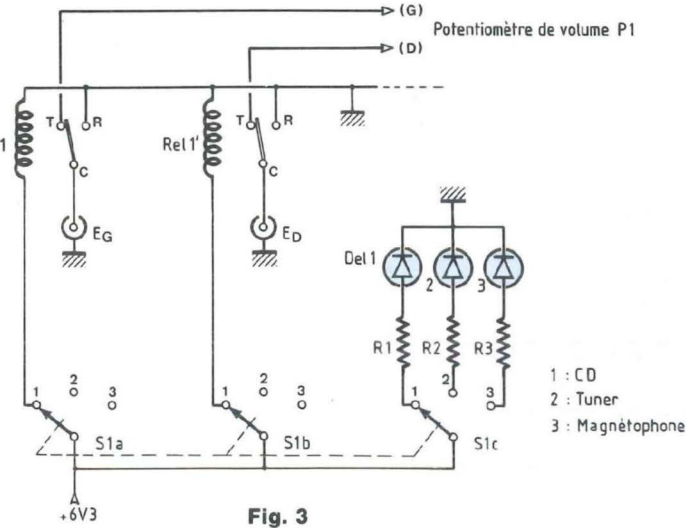 (G)
Potentiomètre de volume P1
(D)
T R T R
1 Rel 1'
C C
EG ED
Del 1
2 3
R1 R2 R3
1 2 3 1 2 3 1 2 3
S1a S1b S1c
1 : CD
2 : Tuner
3 : Magnétophone
+6V3
Fig. 3